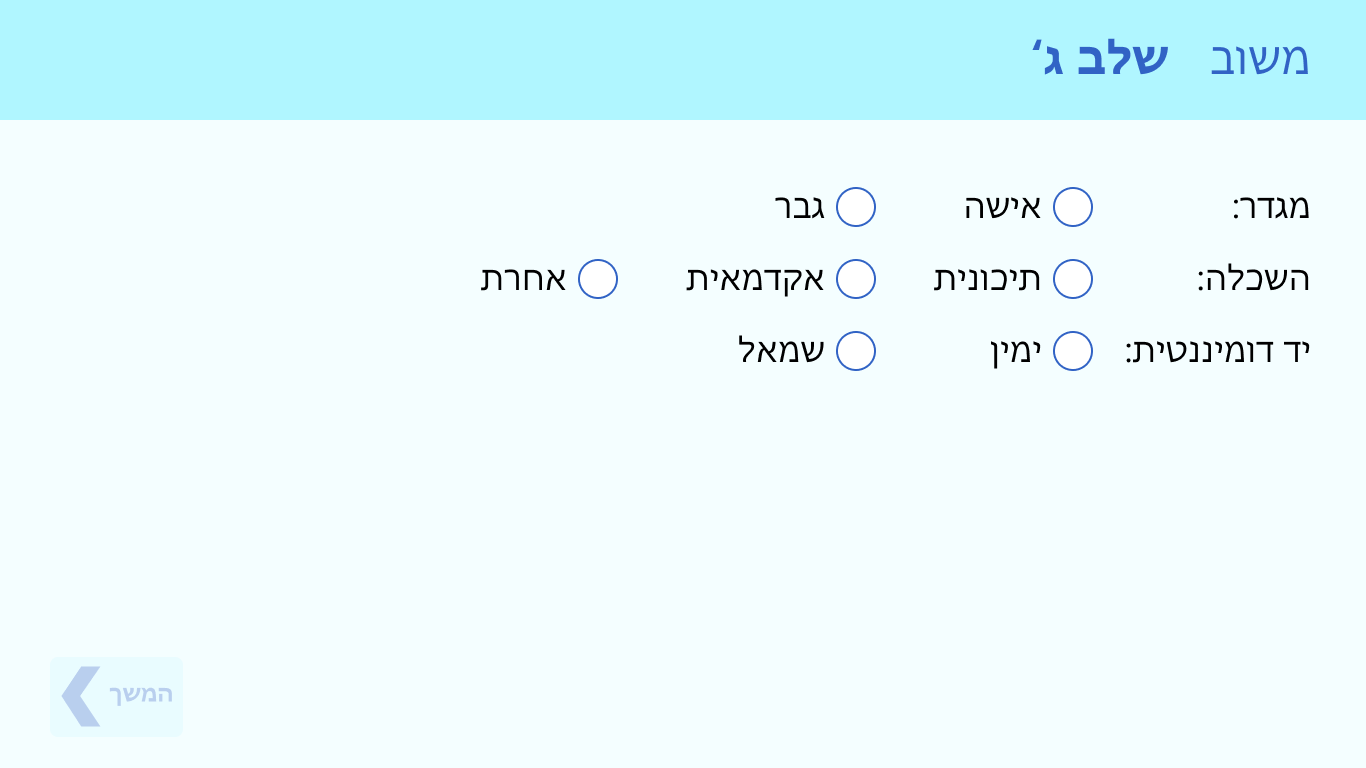 משוב שלב ג‘
מגדר: אישה גבר
השכלה: תיכונית אקדמאית אחרת
יד דומיננטית: ימין שמאל
המשך